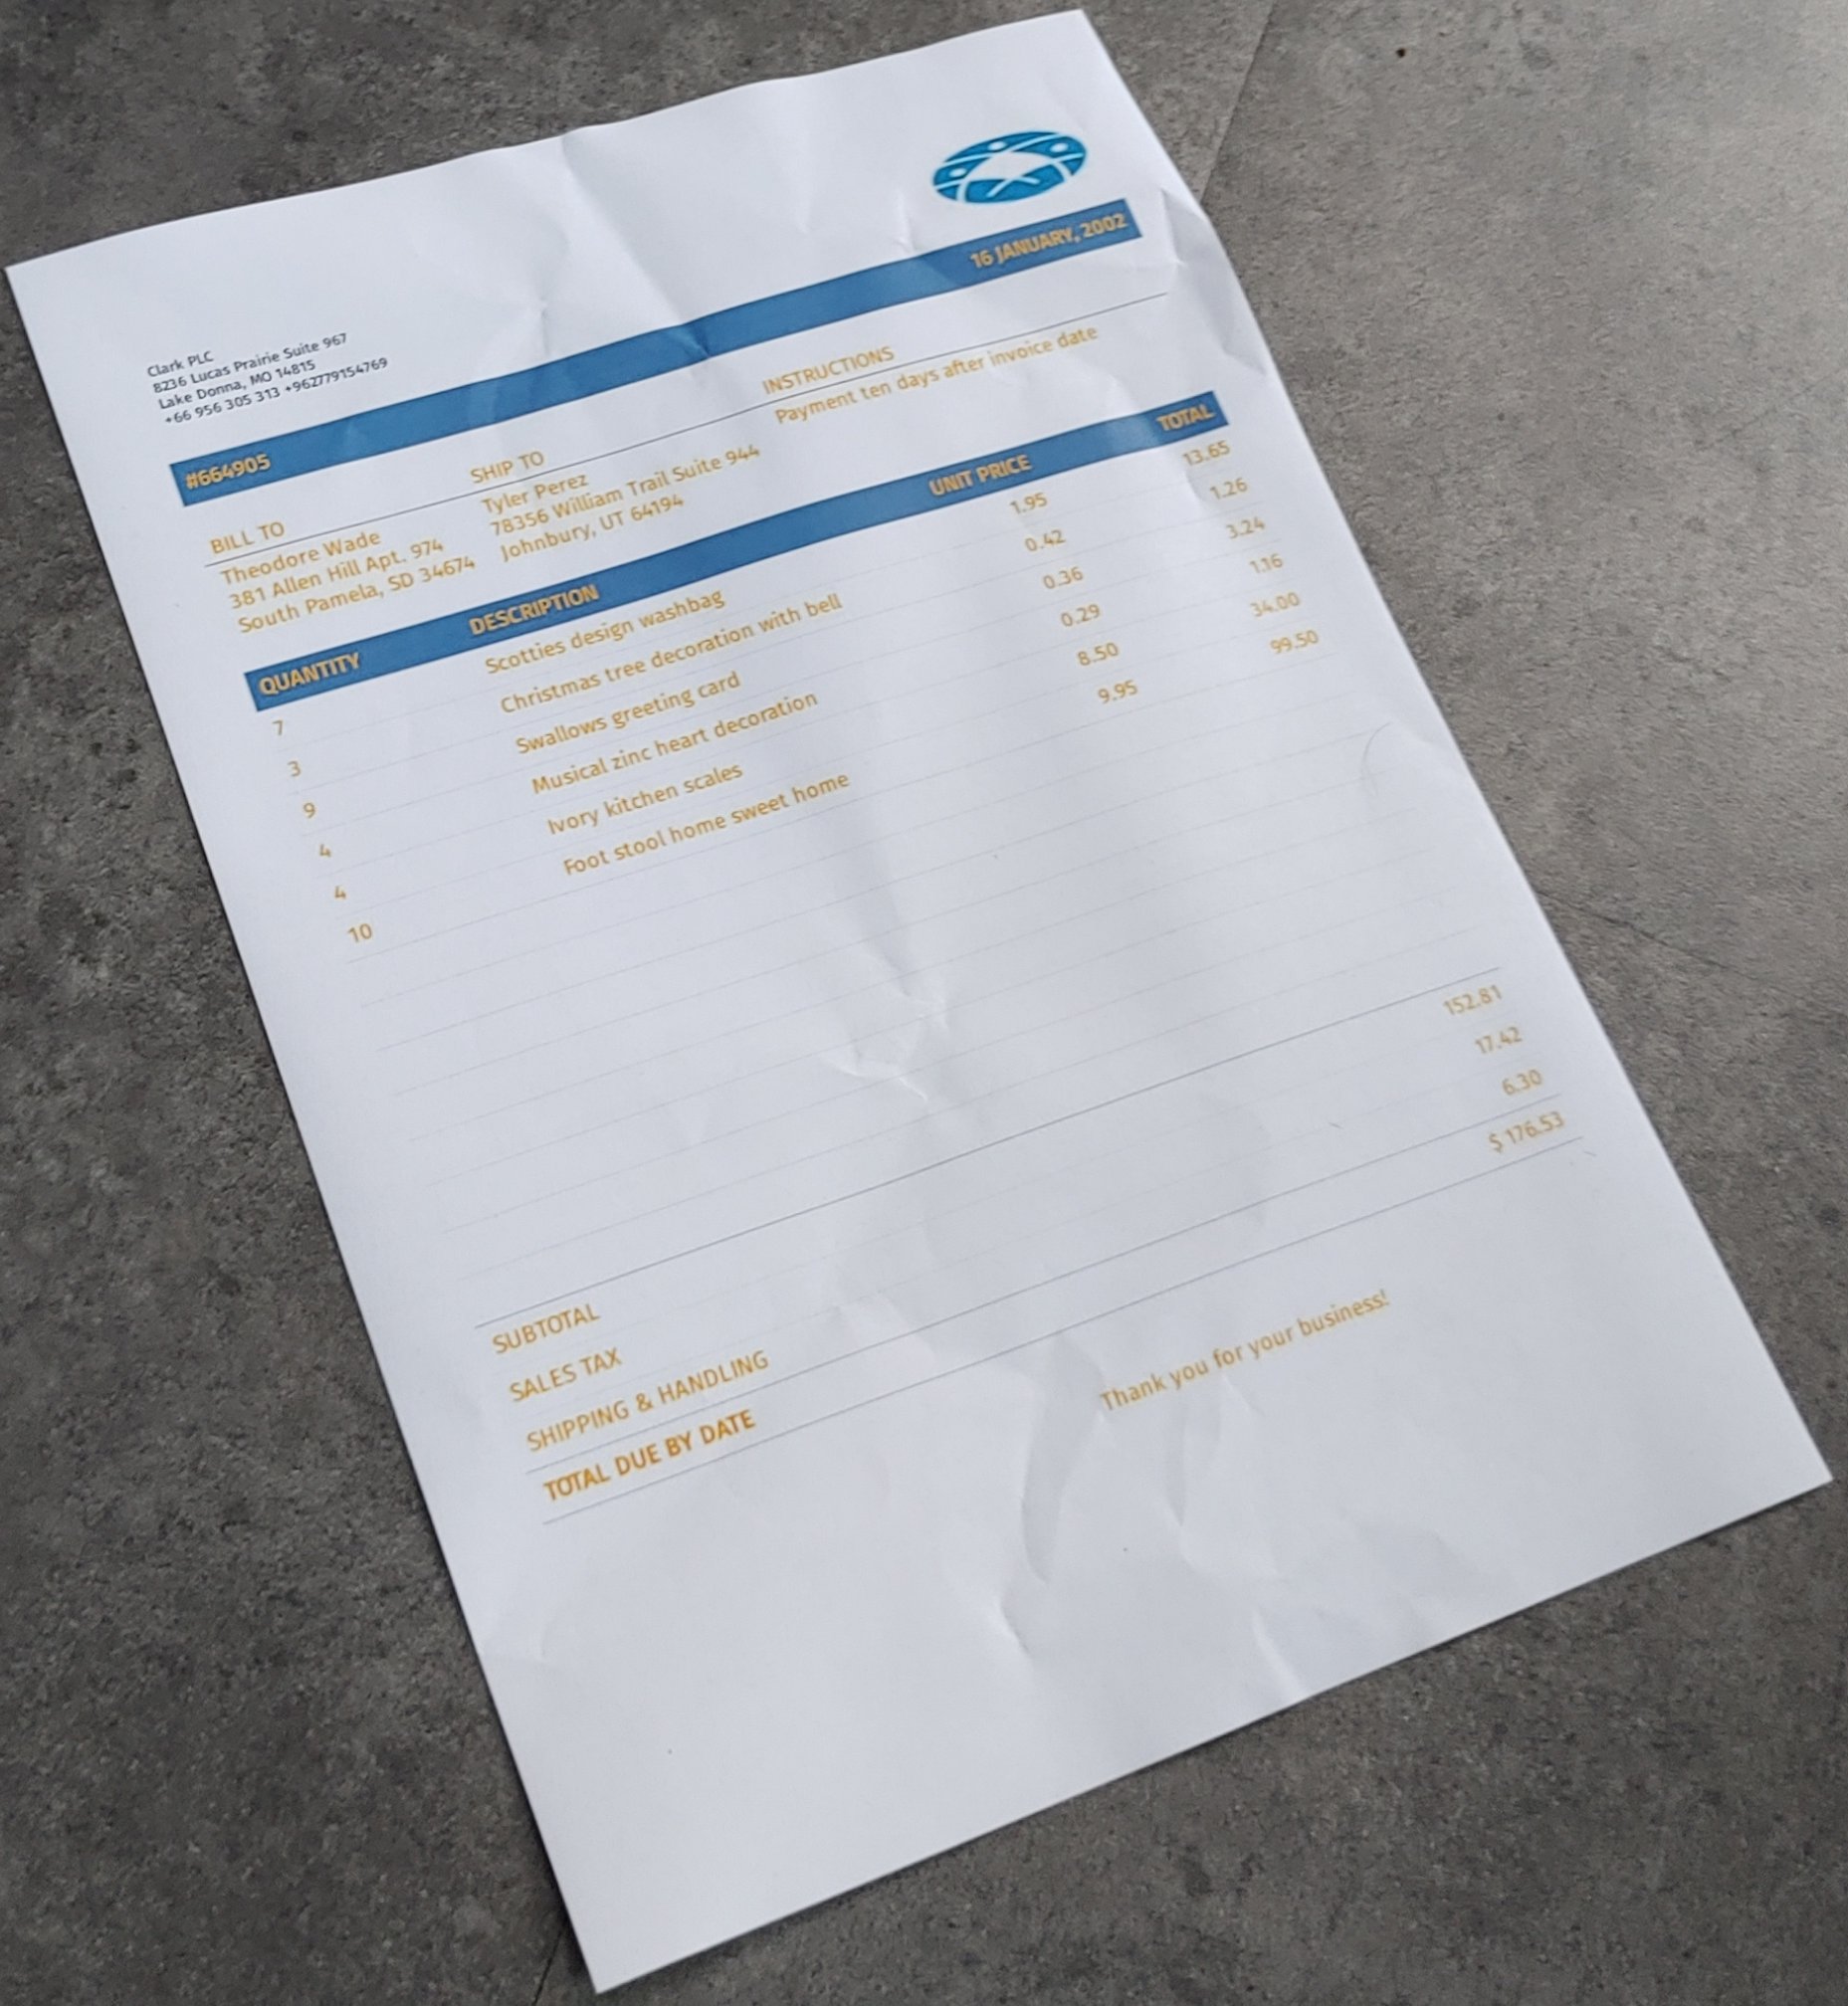 Clark PLC
8236 Lucas Prairie Suite 967
Lake Donna, MO 14815
+66 956 305 313 +962779154769
#664905 16 JANUARY, 2002
BILL TO
Theodore Wade
381 Allen Hill Apt. 974
South Pamela, SD 34674
SHIP TO
Tyler Perez
78356 William Trail Suite 944
Johnbury, UT 64194
INSTRUCTIONS
Payment ten days after invoice date
QUANTITY DESCRIPTION UNIT PRICE TOTAL
7 Scotties design washbag 1.95 13.65
3 Christmas tree decoration with bell 0.42 1.26
9 Swallows greeting card 0.36 3.24
4 Musical zinc heart decoration 0.29 1.16
4 Ivory kitchen scales 8.50 34.00
10 Foot stool home sweet home 9.95 99.50
SUBTOTAL 152.81
SALES TAX 17.42
SHIPPING & HANDLING 6.30
TOTAL DUE BY DATE $ 176.53
Thank you for your business!